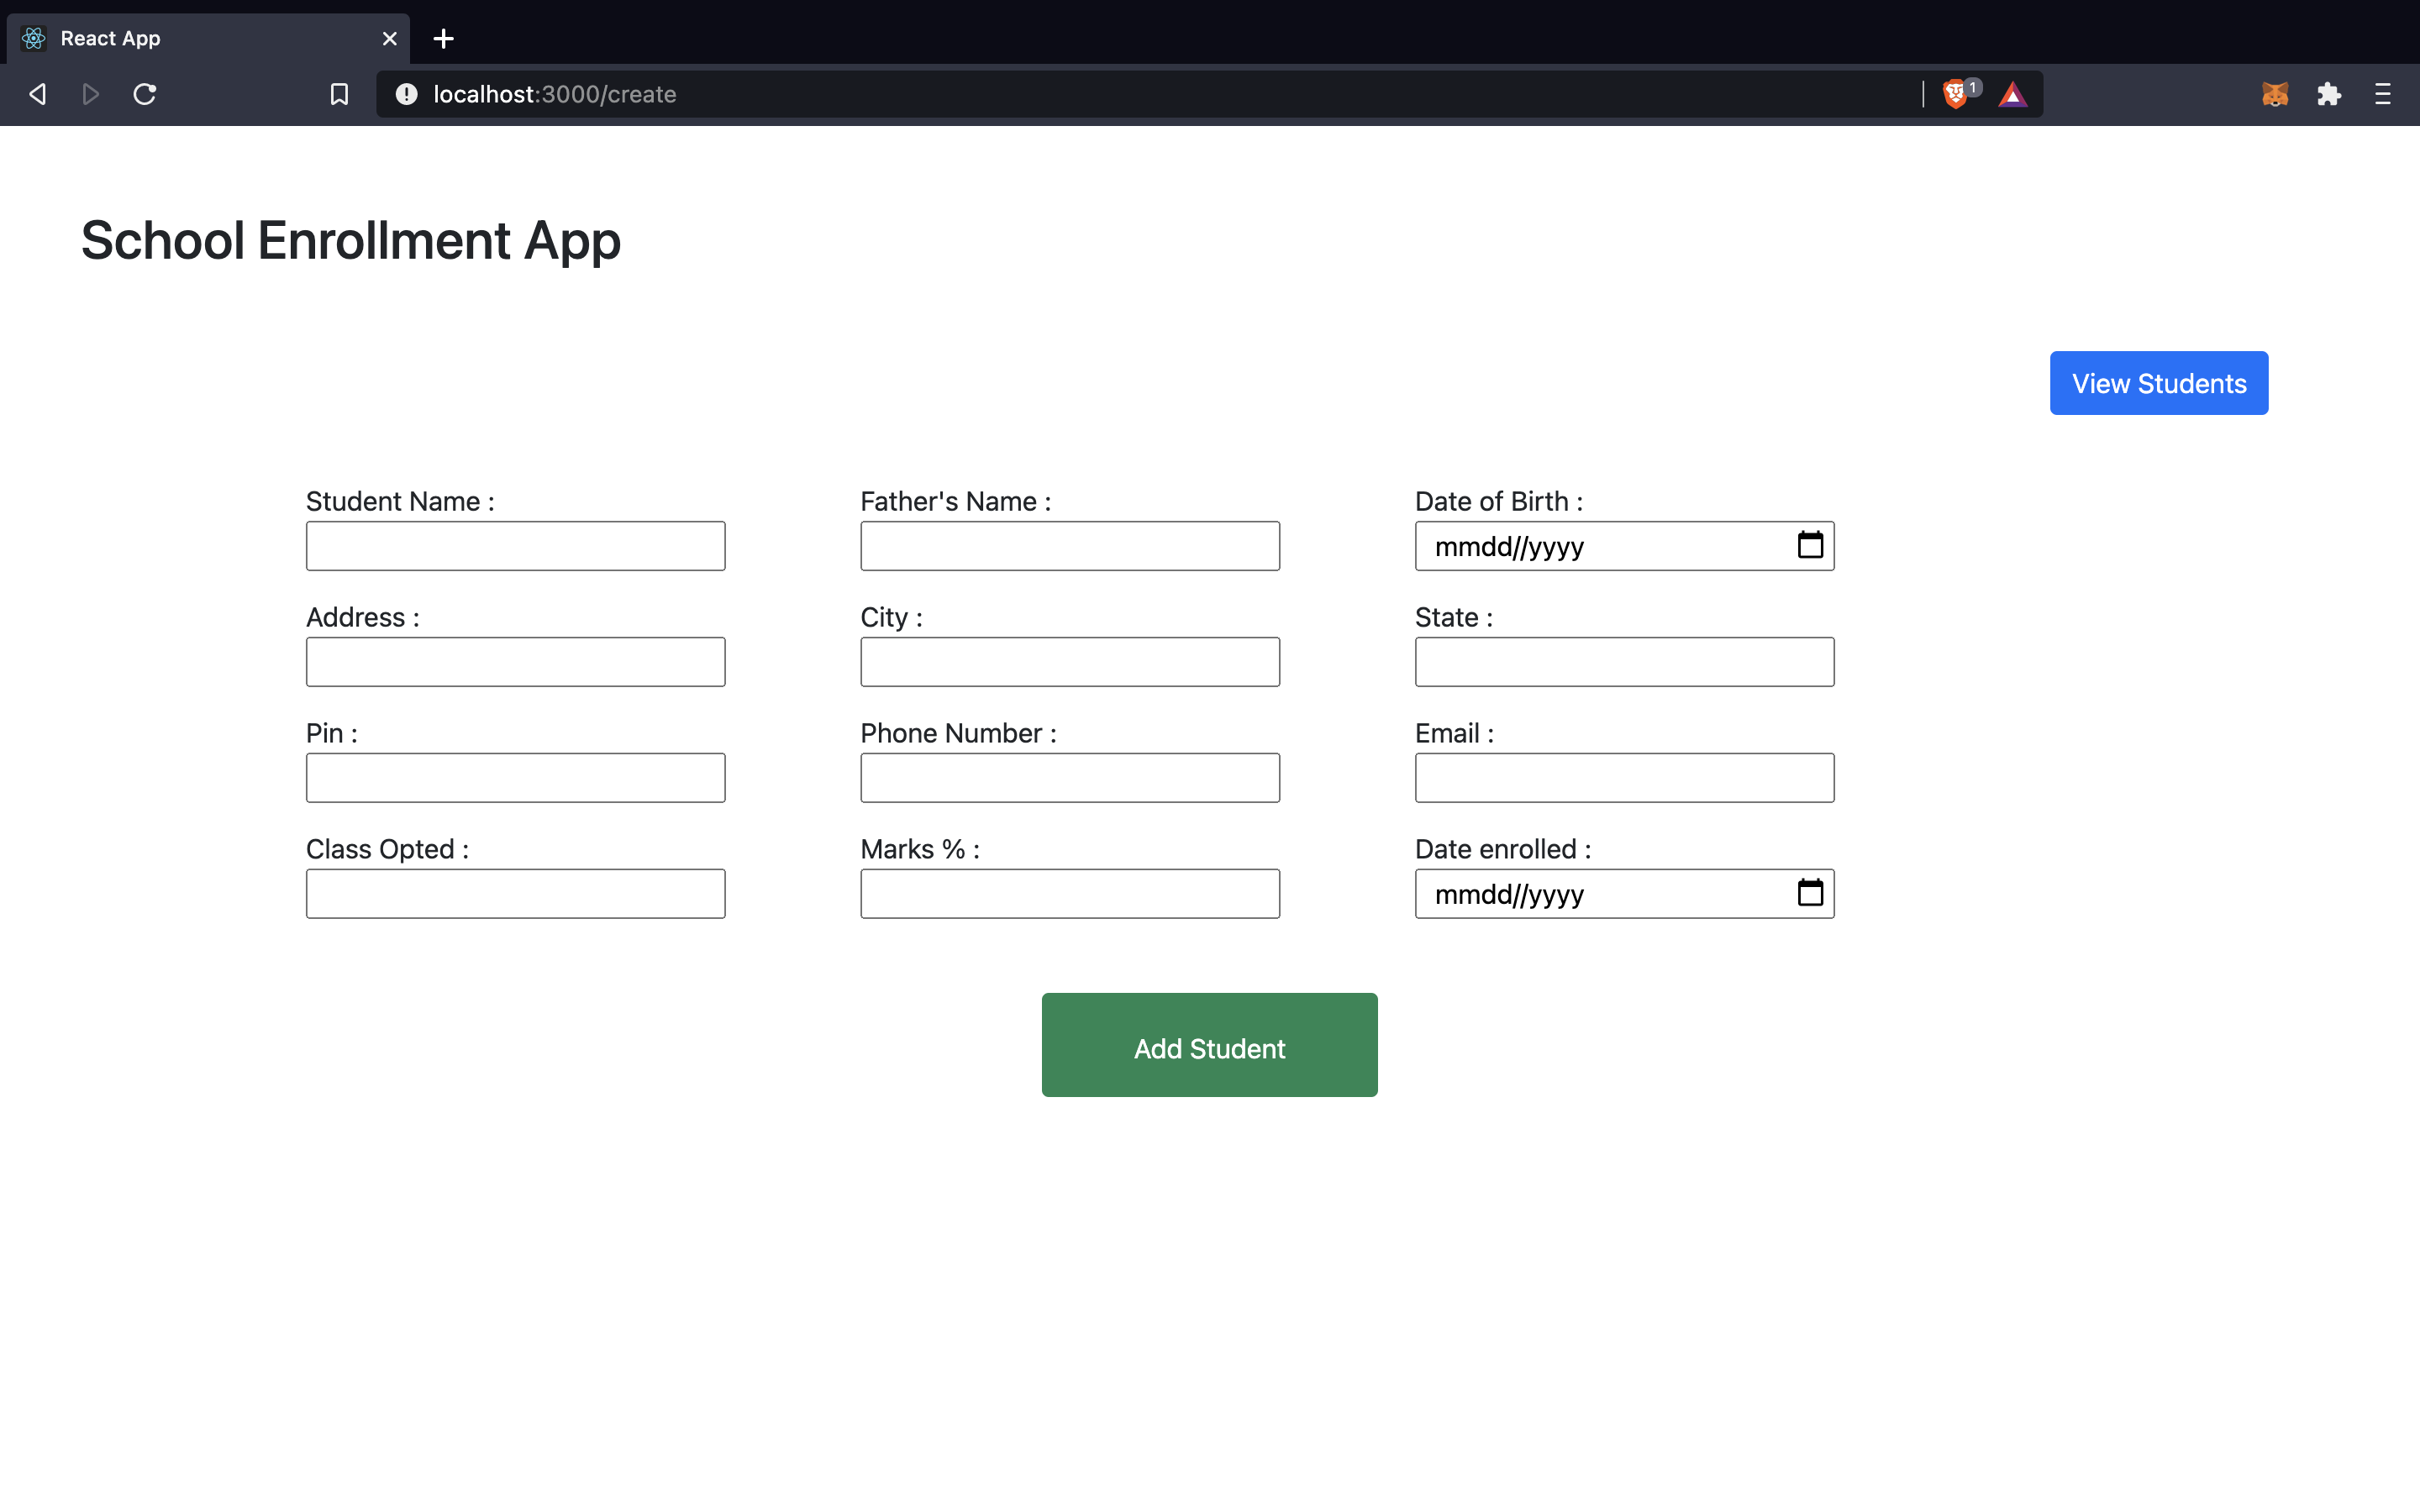 React App
localhost:3000/create
1
School Enrollment App
View Students
Student Name :
Father's Name :
Date of Birth :
mmdd//yyyy
Address :
City :
State :
Pin :
Phone Number :
Email :
Class Opted :
Marks % :
Date enrolled :
mmdd//yyyy
Add Student